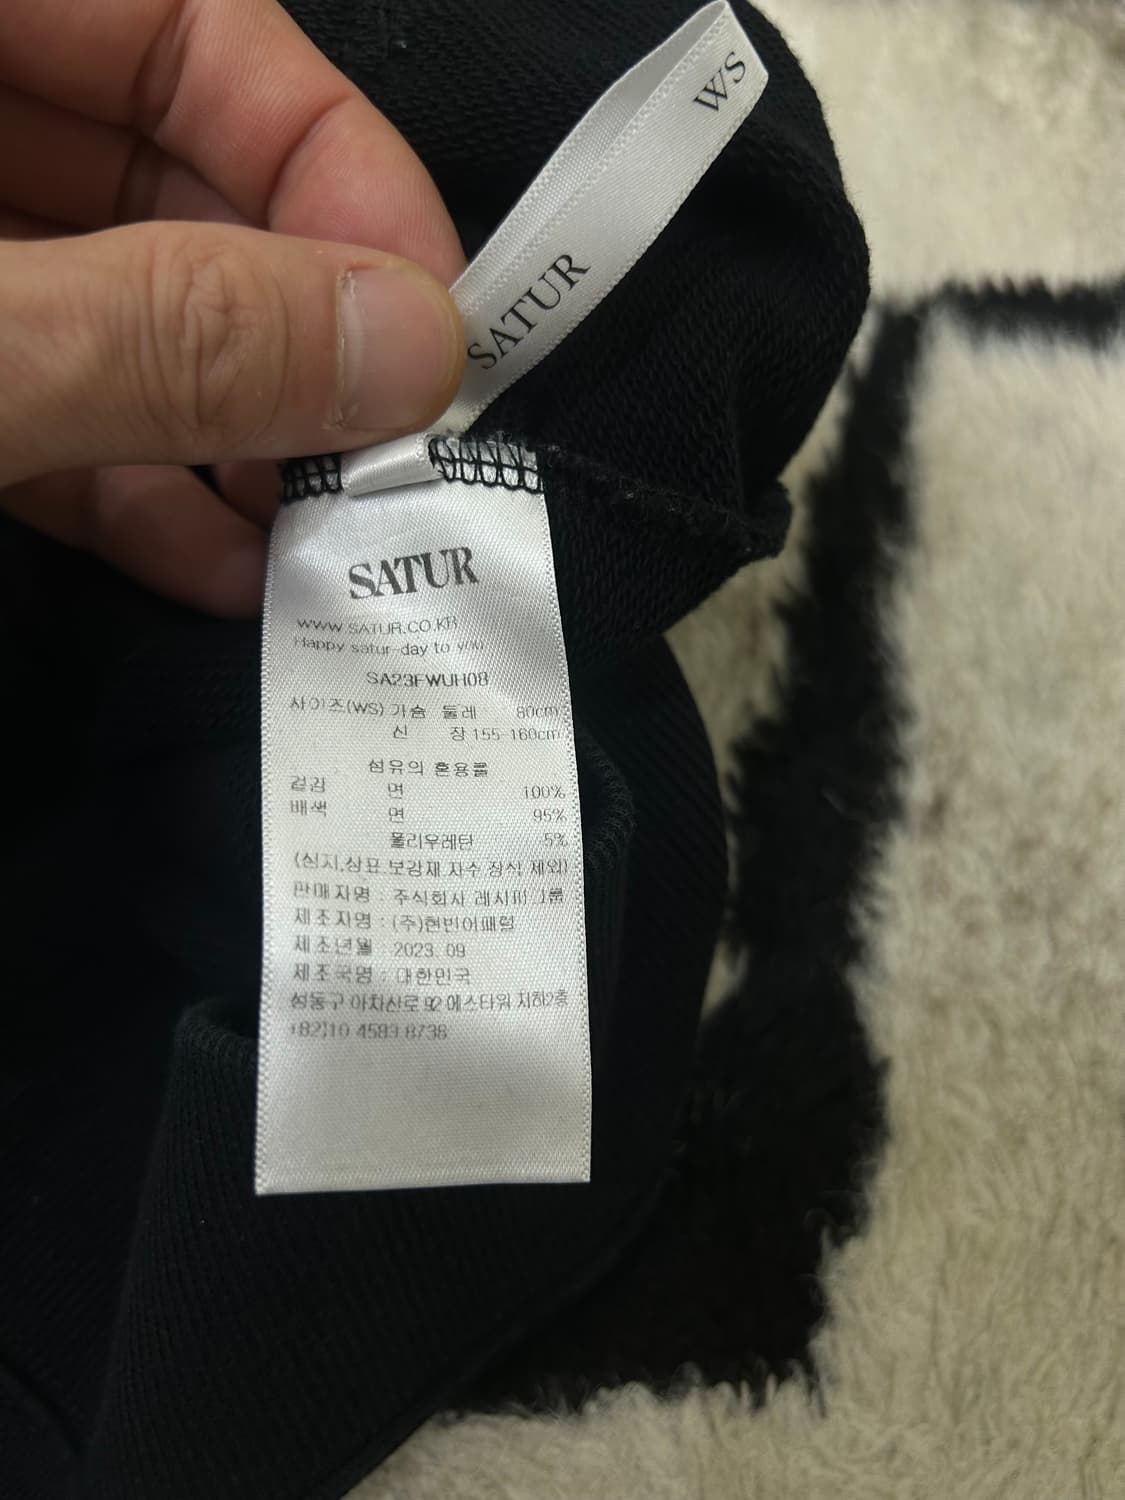 WS
SATUR
SATUR
WWW.SATUR.CO.KR
Happy satur-day to you
SA23FWUH08
사이즈(WS) 가슴 둘레 80cm
신 장 155-160cm
섬유의 혼용률
겉감 면 100%
배색 면 95%
폴리우레탄 5%
(심지.상표.보강재 자수 장식 제외)
판매자명 : 주식회사 레시피
제조자명 : (주)현빈어패럴
제조년월 : 2023. 09
제조국명 : 대한민국
성동구 아차산로 92 에스타워 지하2층
+82)10 4583 8738